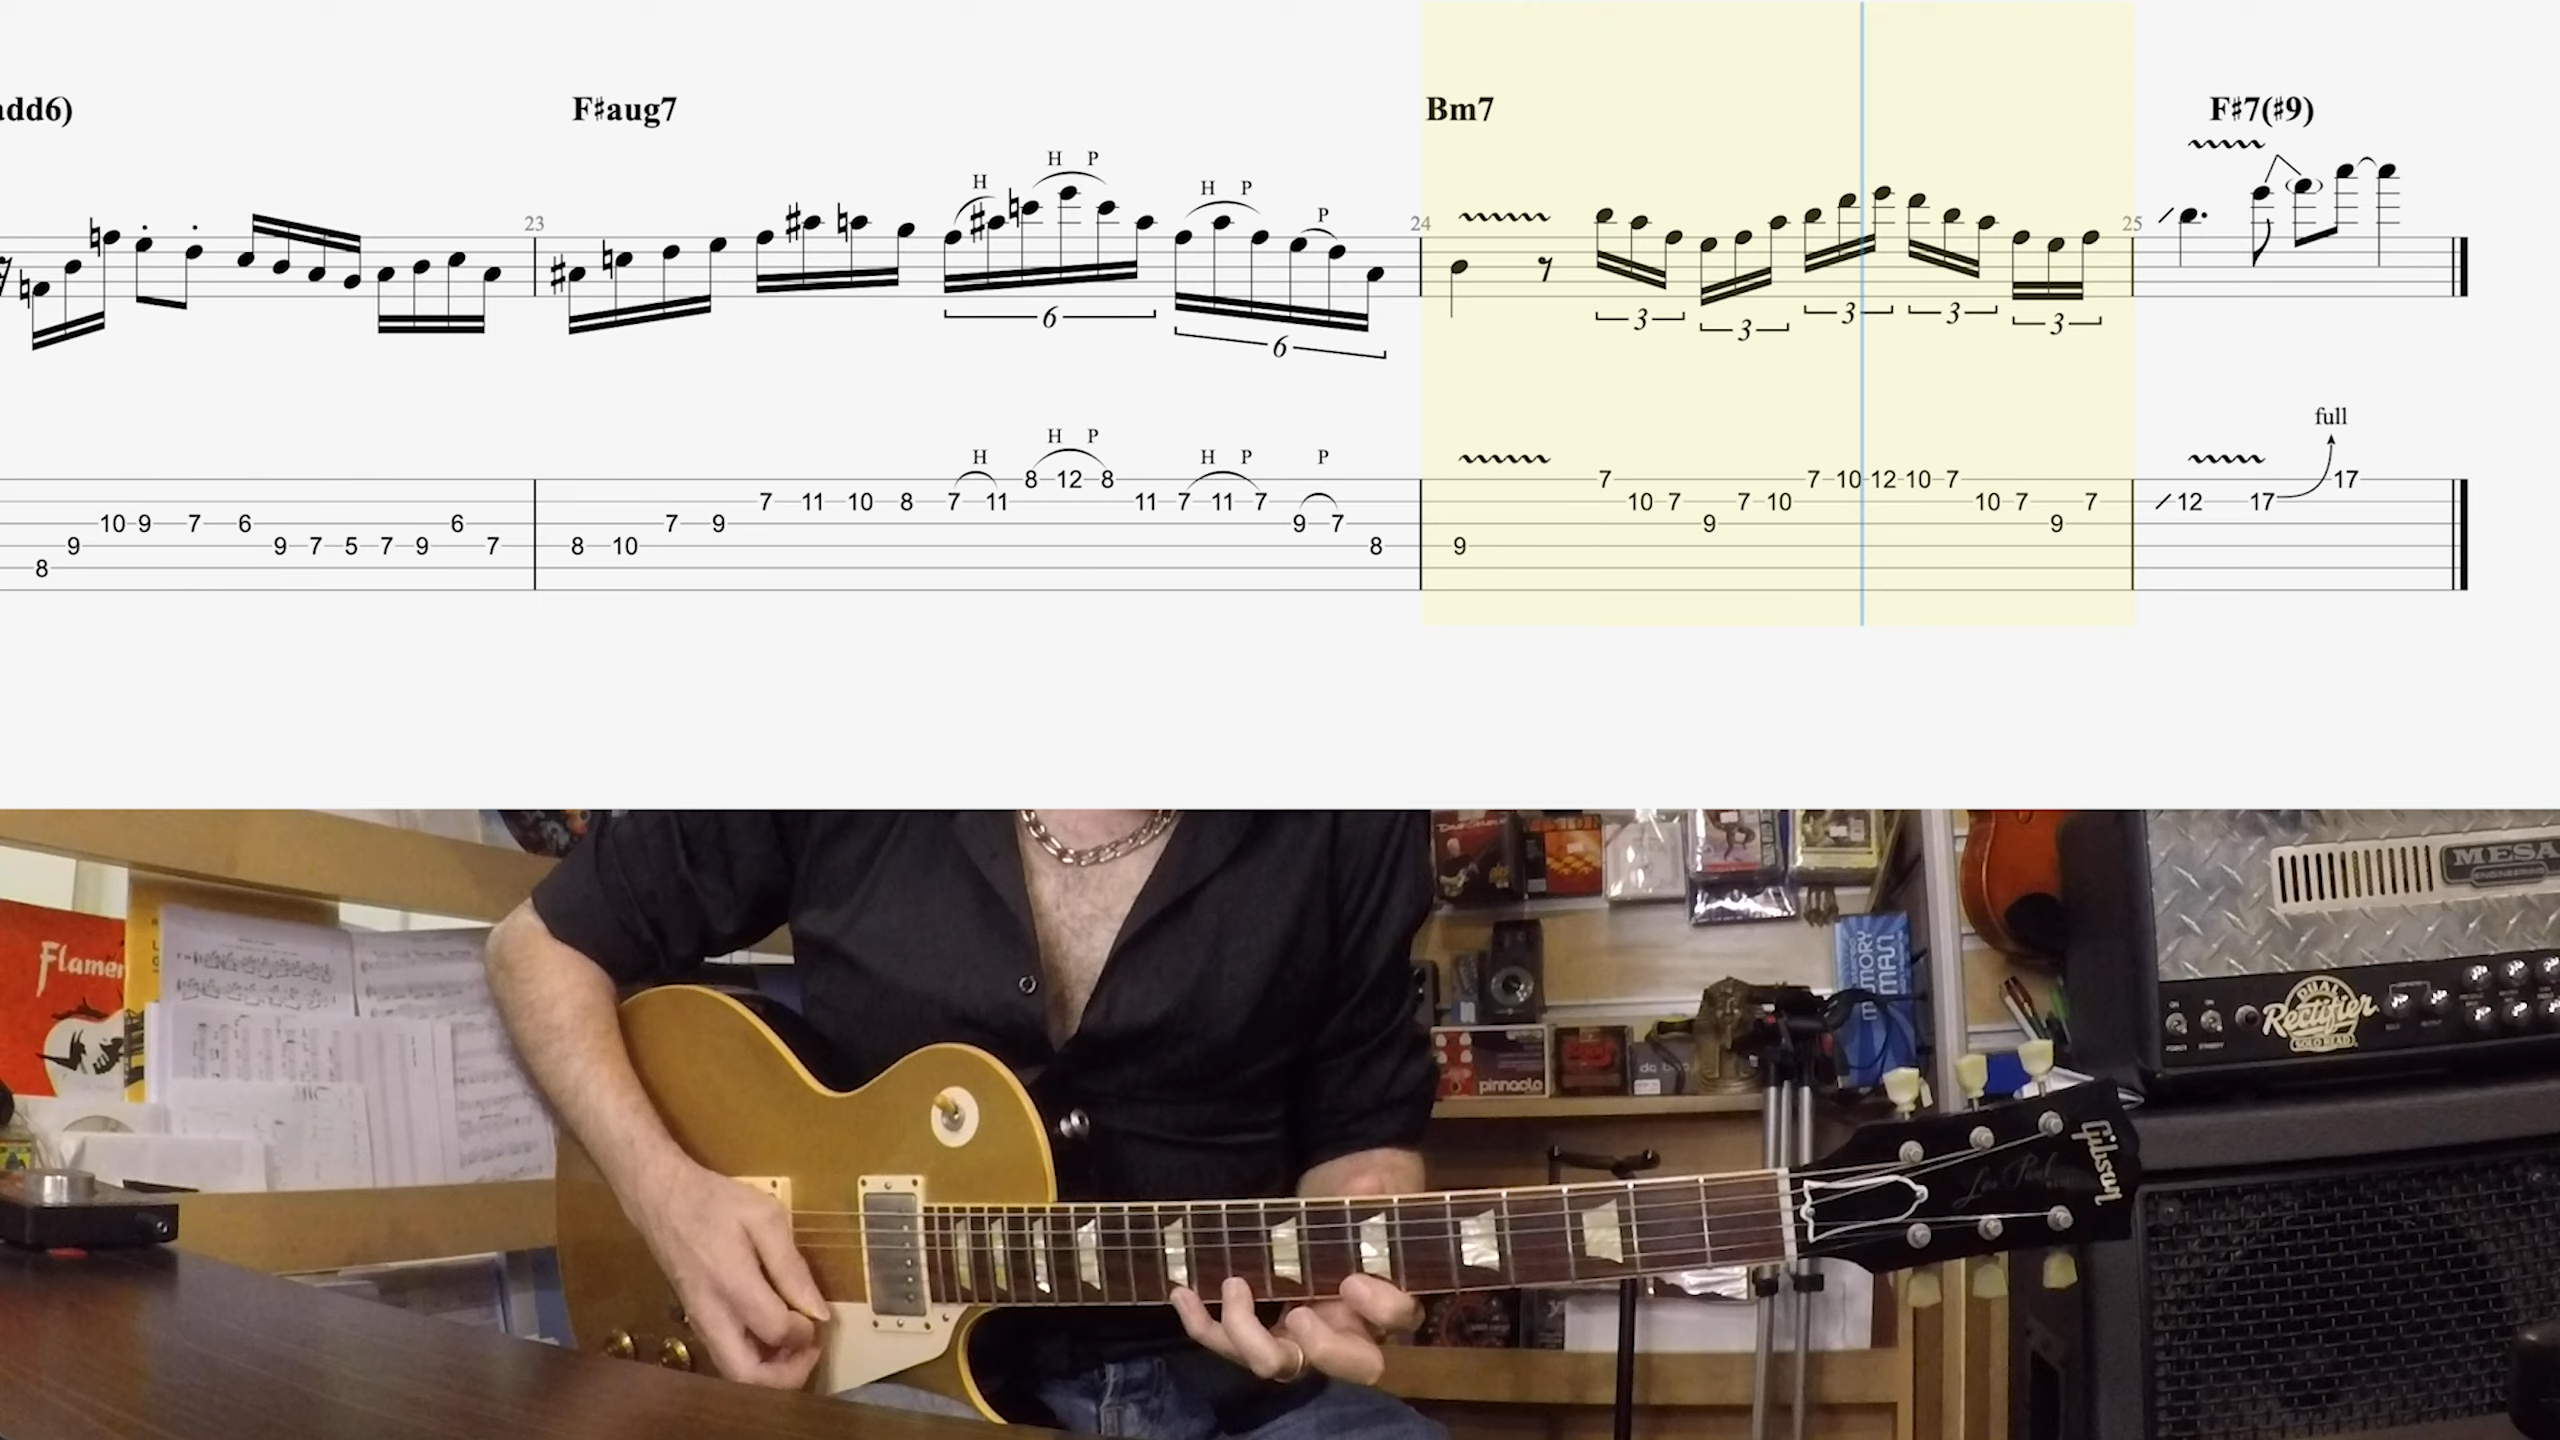 add6) F♯aug7 Bm7 F♯7(♯9)
H P
H H P
P
23 24 25
6 3 3 3 3 3
6
full
H P
H H P P
8 12 8 7 10 12 10 7 17
7 11 10 8 7 11 11 7 11 7 10 7 7 10 10 7 7 12 17
10 9 7 6 6 7 9 9 7 9 9
9 9 7 5 7 9 7 8 10 8 9
8
MESA
ENGINEERING
Flamen
MEMORY
MAN
DUAL
Rectifier
SOLO HEAD
pinnacle
Gibson
Les Paul